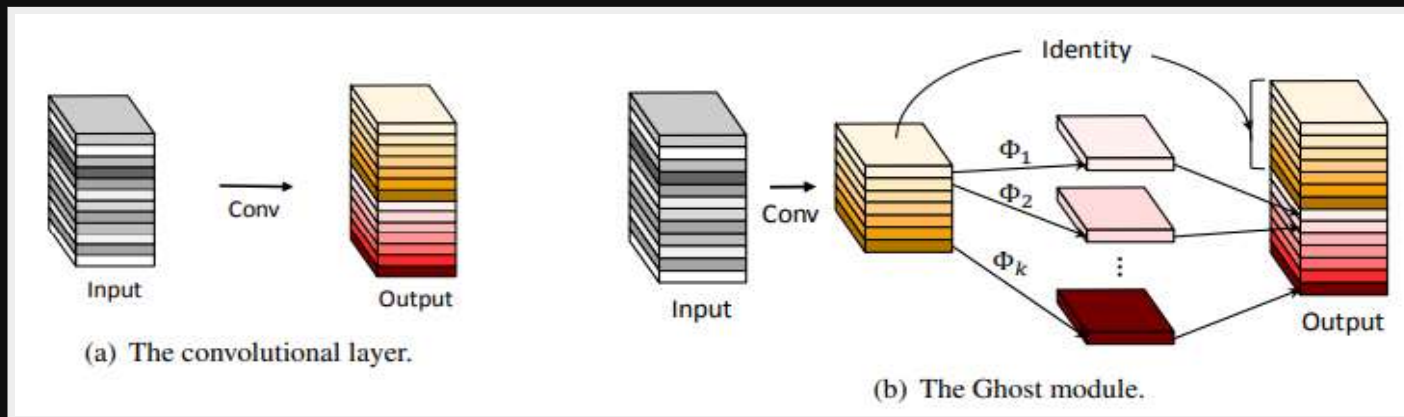 Input
Conv
Output
(a) The convolutional layer.
Input
Conv
Identity
Φ1
Φ2
Φk
⋮
Output
(b) The Ghost module.